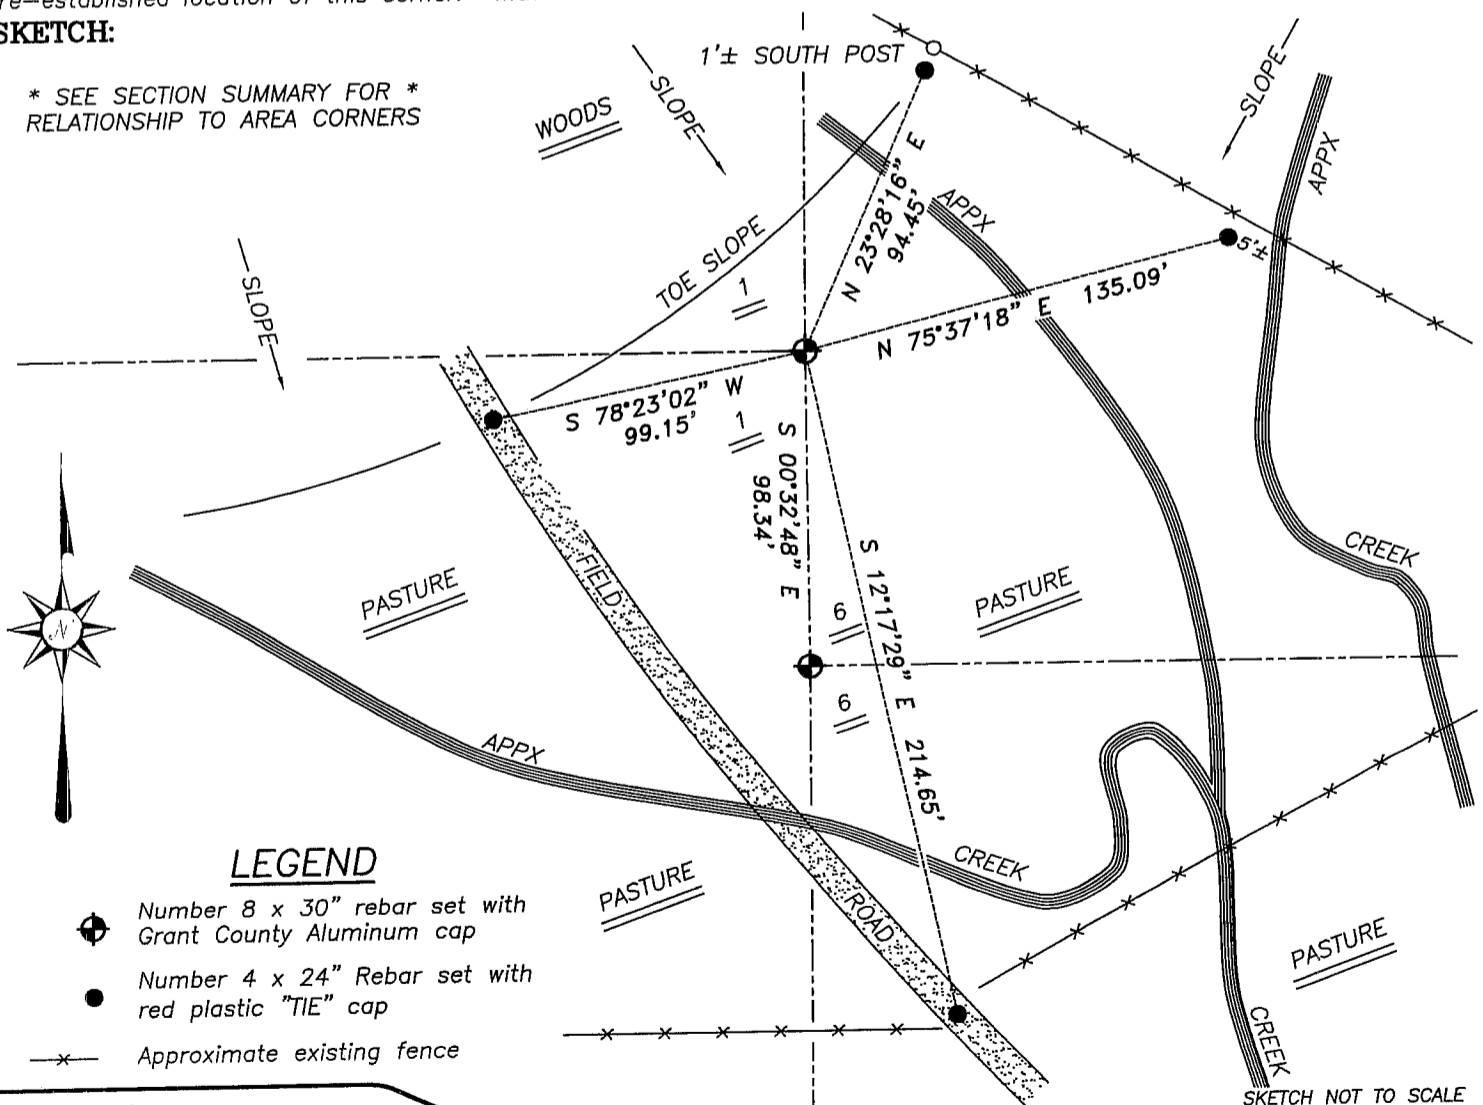 SKETCH:
1'± SOUTH POST
* SEE SECTION SUMMARY FOR *
RELATIONSHIP TO AREA CORNERS
WOODS
SLOPE
SLOPE
APPX
N 23°28'16" E
94.45'
APPX
TOE SLOPE
5'±
SLOPE
1
135.09'
N 75°37'18" E
S 78°23'02" W
99.15'
1
S 00°32'48" E
98.34'
S 12°17'29" E 214.65'
CREEK
FIELD
PASTURE
PASTURE
6
N
6
APPX
CREEK
PASTURE
ROAD
PASTURE
CREEK
LEGEND
Number 8 x 30" rebar set with
Grant County Aluminum cap
Number 4 x 24" Rebar set with
red plastic "TIE" cap
Approximate existing fence
SKETCH NOT TO SCALE